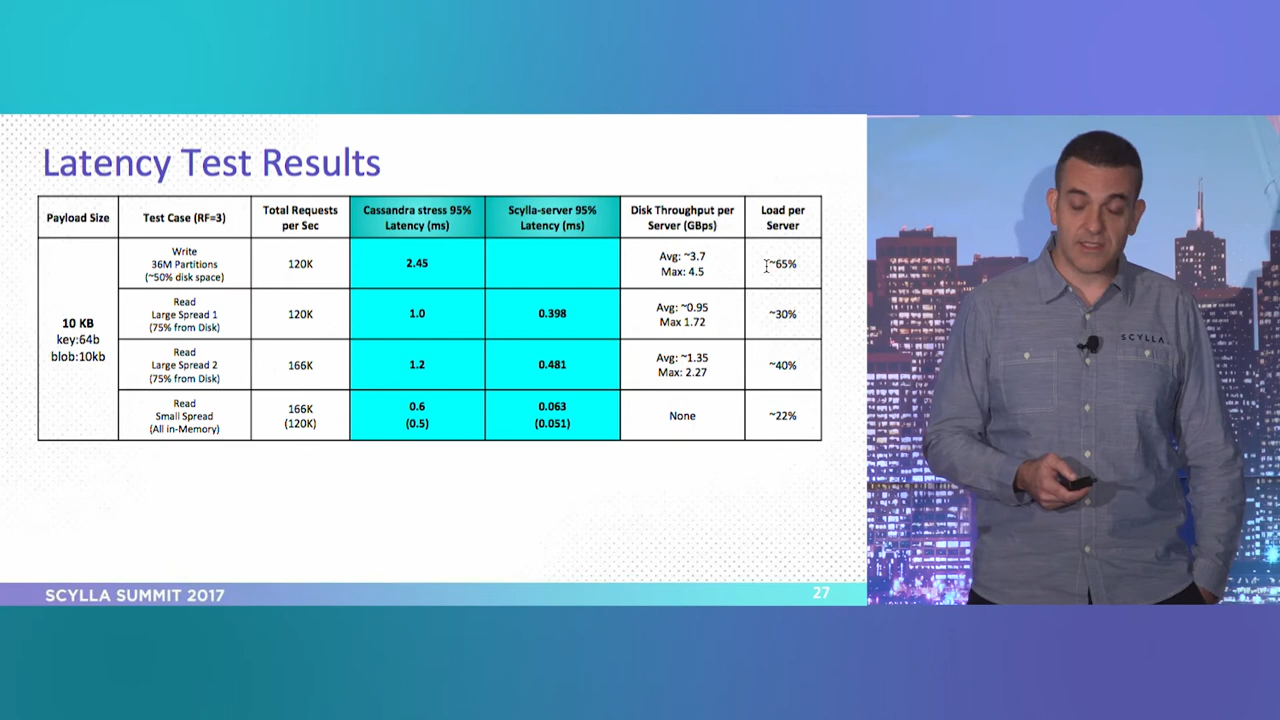 Latency Test Results
Payload Size
Test Case (RF=3)
Total Requests
per Sec
Cassandra stress 95%
Latency (ms)
Scylla-server 95%
Latency (ms)
Disk Throughput per
Server (GBps)
Load per
Server
10 KB
key:64b
blob:10kb
Write
36M Partitions
(~50% disk space)
120K
2.45
Avg: ~3.7
Max: 4.5
~65%
Read
Large Spread 1
(75% from Disk)
120K
1.0
0.398
Avg: ~0.95
Max 1.72
~30%
Read
Large Spread 2
(75% from Disk)
166K
1.2
0.481
Avg: ~1.35
Max: 2.27
~40%
Read
Small Spread
(All in-Memory)
166K
(120K)
0.6
(0.5)
0.063
(0.051)
None
~22%
SCYLLA SUMMIT 2017
27
SCYLLA.